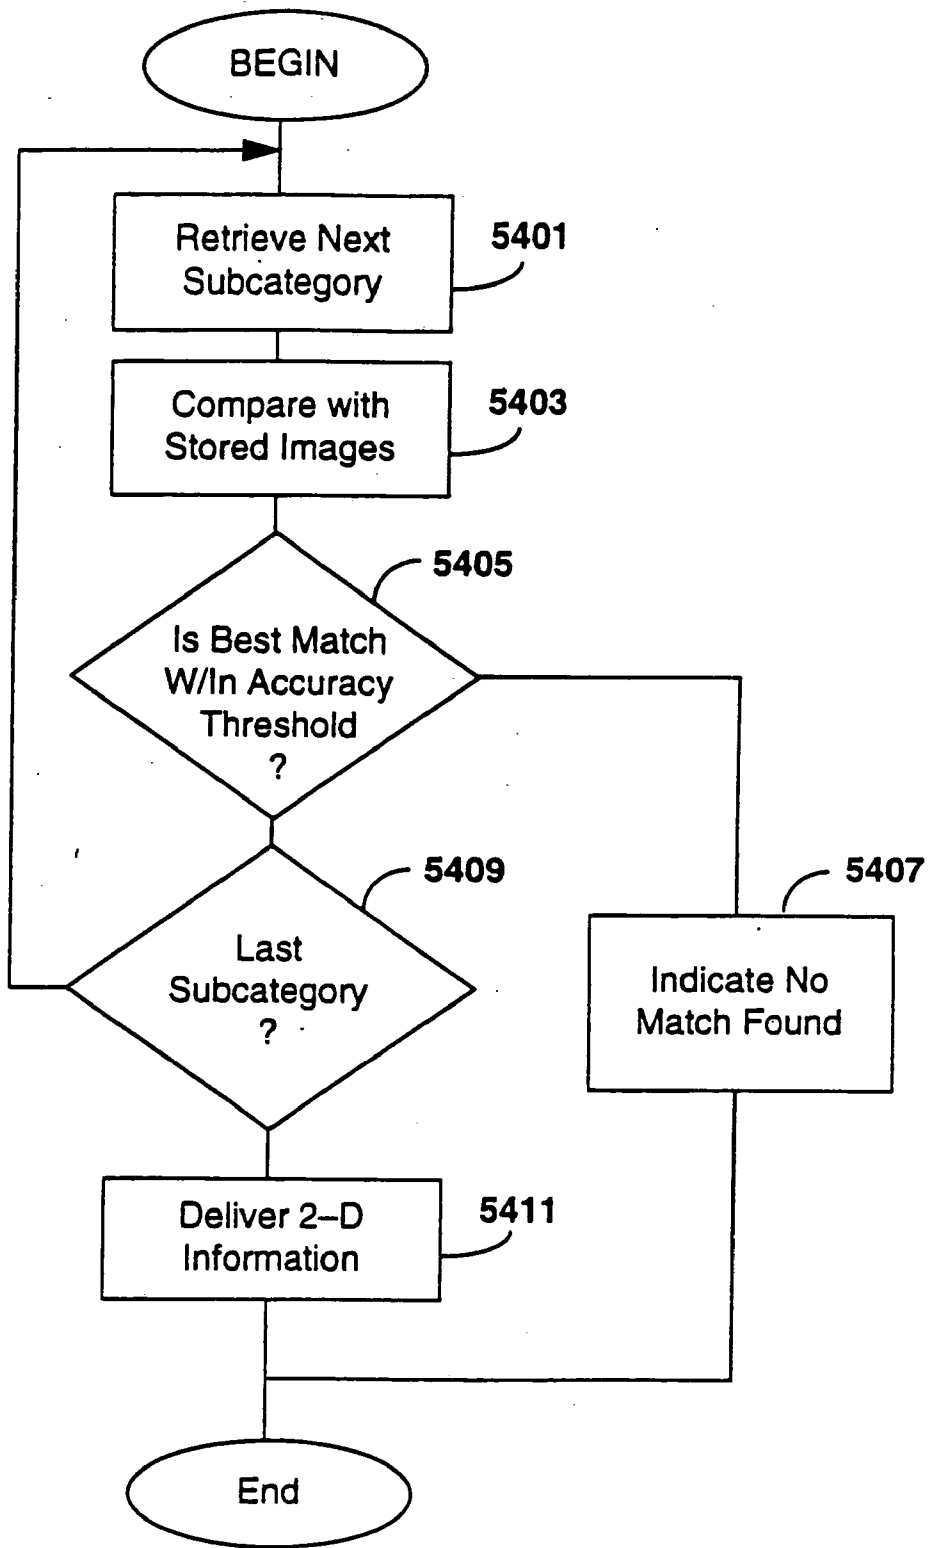 BEGIN
Retrieve Next
Subcategory
5401
Compare with
Stored Images
5403
5405
Is Best Match
W/In Accuracy
Threshold
?
5409
Last
Subcategory
?
5407
Indicate No
Match Found
Deliver 2–D
Information
5411
End